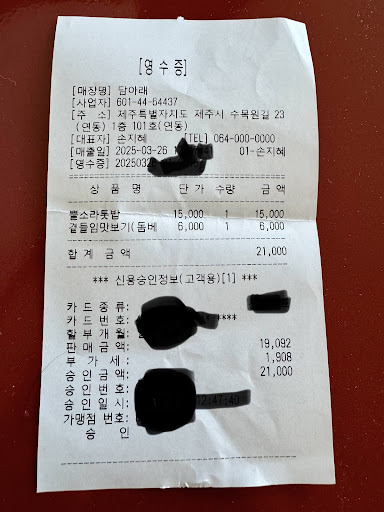 [영수증]
[매장명] 담아래
[사업자] 601-44-64437
[주 소] 제주특별자치도 제주시 수목원길 23
(연동) 1층 101호(연동)
[대표자] 손지혜 [TEL] 064-000-0000
[매출일] 2025-03-26 01-손지혜
[영수증] 202503
상 품 명 단 가 수량 금 액
뿔소라톳밥 15,000 1 15,000
곁들임맛보기(돔베 6,000 1 6,000
합 계 금 액 21,000
*** 신용승인정보(고객용)[1] ***
카 드 종 류:
카 드 번 호: ****
할 부 개 월:
판 매 금 액: 19,092
부 가 세 : 1,908
승 인 금 액: 21,000
승 인 번 호:
승 인 일 시: 12:47:40
가맹점 번호:
승 인